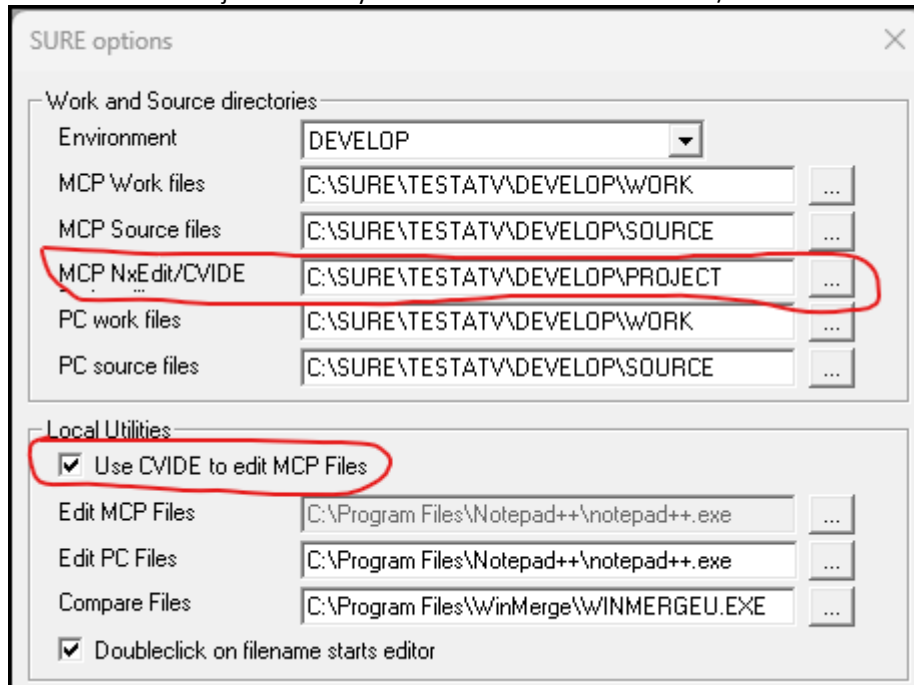 SURE options
Work and Source directories
Environment DEVELOP
MCP Work files C:\SURE\TESTATV\DEVELOP\WORK ...
MCP Source files C:\SURE\TESTATV\DEVELOP\SOURCE ...
MCP NxEdit/CVIDE C:\SURE\TESTATV\DEVELOP\PROJECT ...
PC work files C:\SURE\TESTATV\DEVELOP\WORK ...
PC source files C:\SURE\TESTATV\DEVELOP\SOURCE ...
Local Utilities
Use CVIDE to edit MCP Files
Edit MCP Files C:\Program Files\Notepad++\notepad++.exe ...
Edit PC Files C:\Program Files\Notepad++\notepad++.exe ...
Compare Files C:\Program Files\WinMerge\WINMERGEU.EXE ...
Doubleclick on filename starts editor